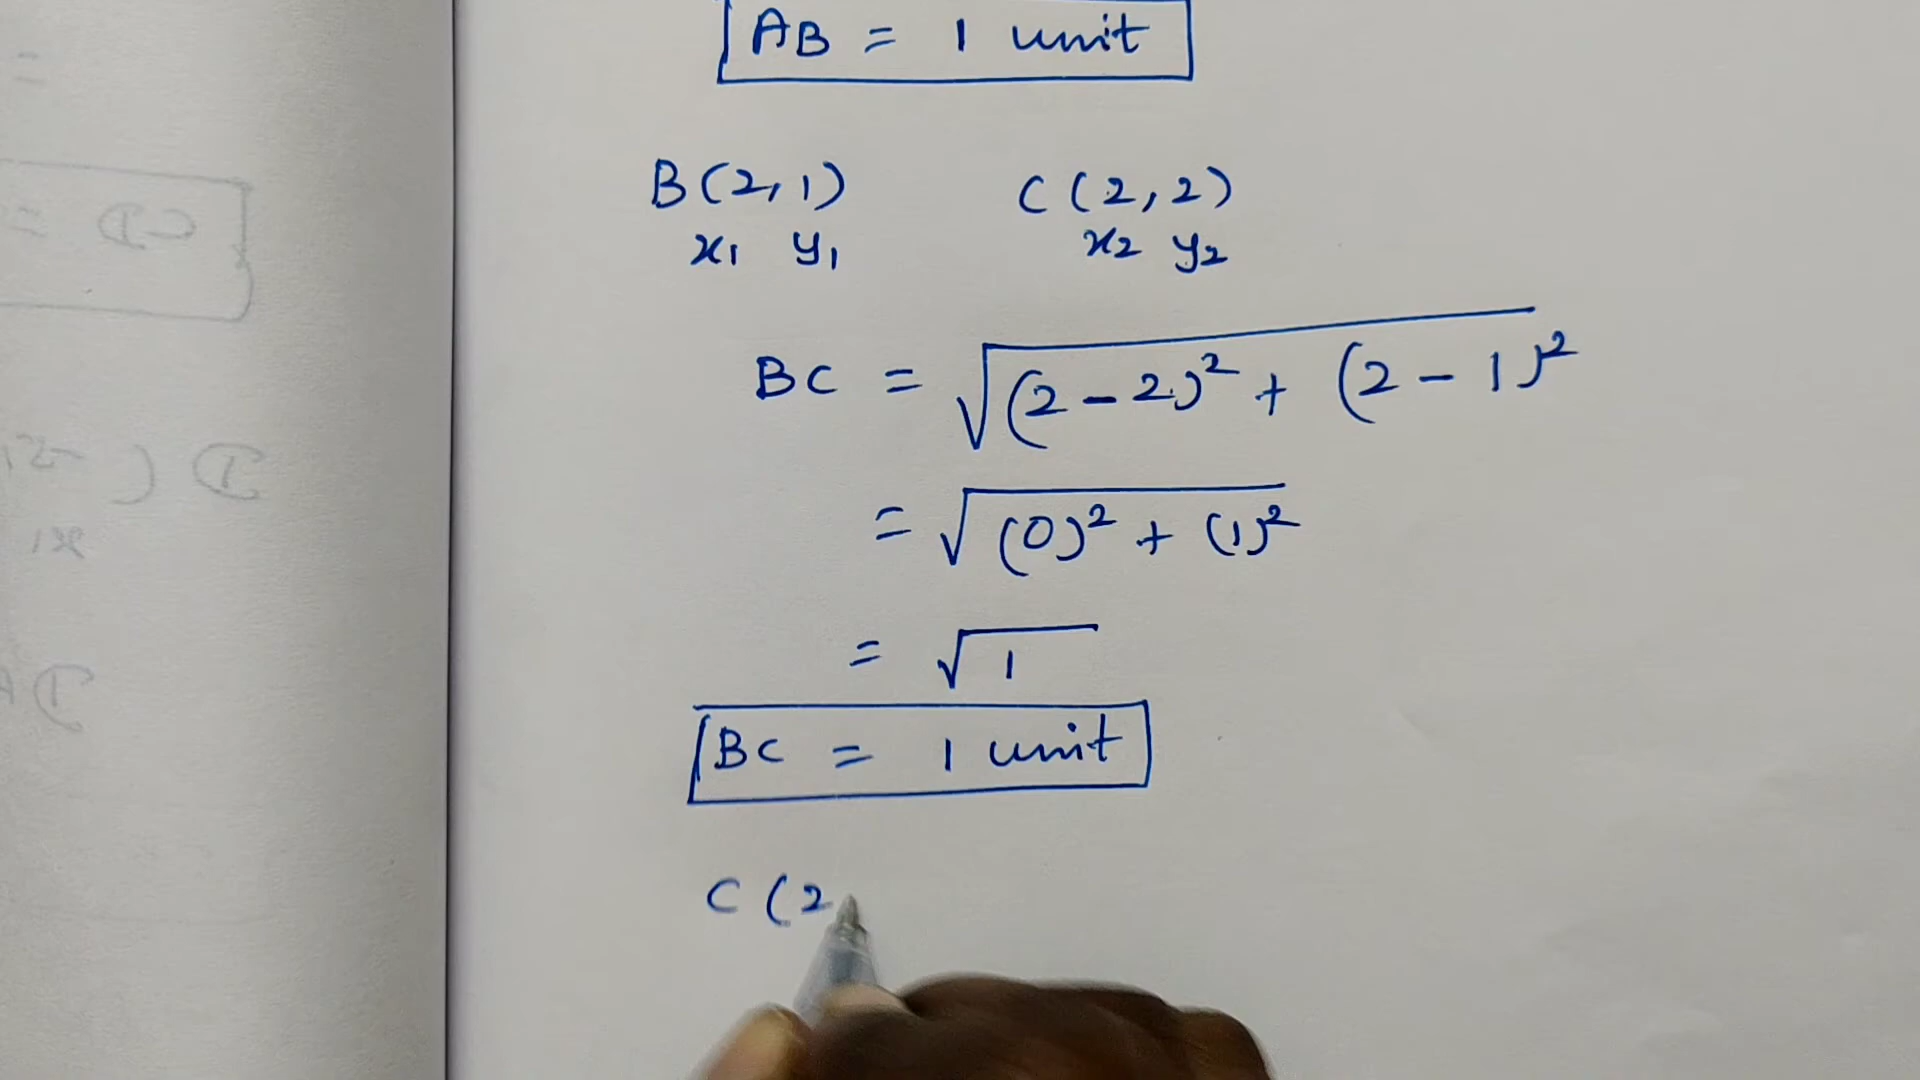 AB = 1 unit
B(2,1) C(2,2)
x1 y1 x2 y2
BC = √(2-2)² + (2-1)²
= √(0)² + (1)²
= √1
BC = 1 unit
C(2